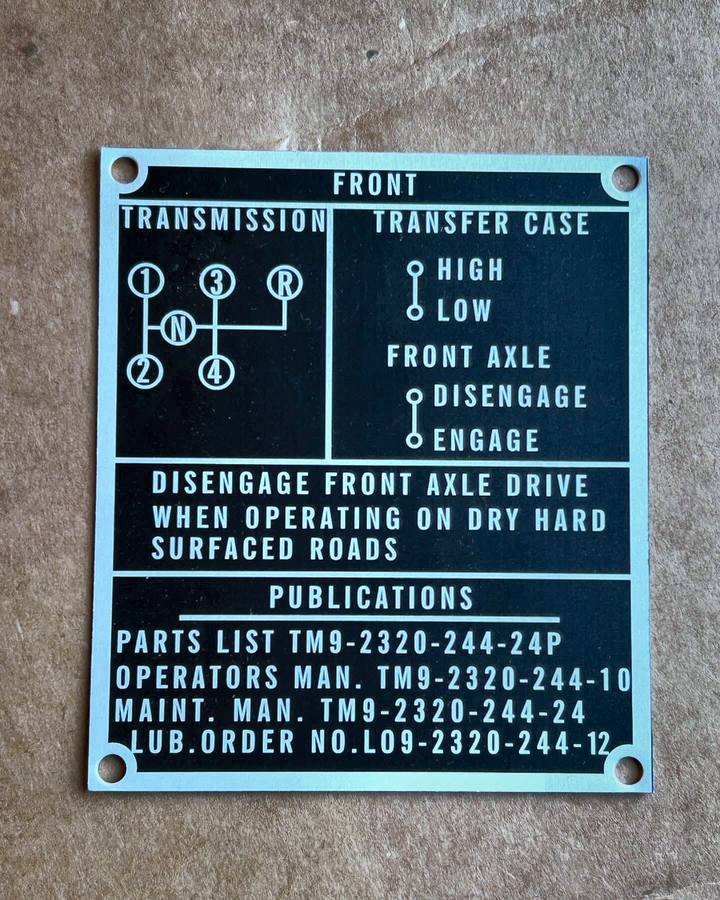 FRONT
TRANSMISSION
1 3 R
N
2 4
TRANSFER CASE
HIGH
LOW
FRONT AXLE
DISENGAGE
ENGAGE
DISENGAGE FRONT AXLE DRIVE
WHEN OPERATING ON DRY HARD
SURFACED ROADS
PUBLICATIONS
PARTS LIST TM9-2320-244-24P
OPERATORS MAN. TM9-2320-244-10
MAINT. MAN. TM9-2320-244-24
LUB.ORDER NO.LO9-2320-244-12